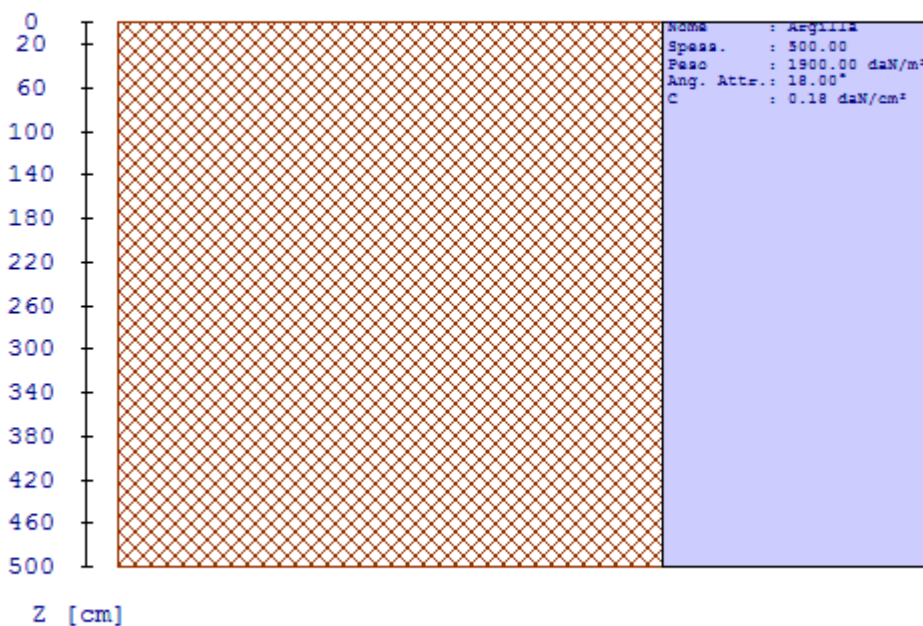 0
20
60
100
140
180
220
260
300
340
380
420
460
500
Z [cm]
Nome : Argilla
Spess. : 500.00
Peso : 1900.00 daN/m³
Ang. Attr.: 18.00°
C : 0.18 daN/cm²